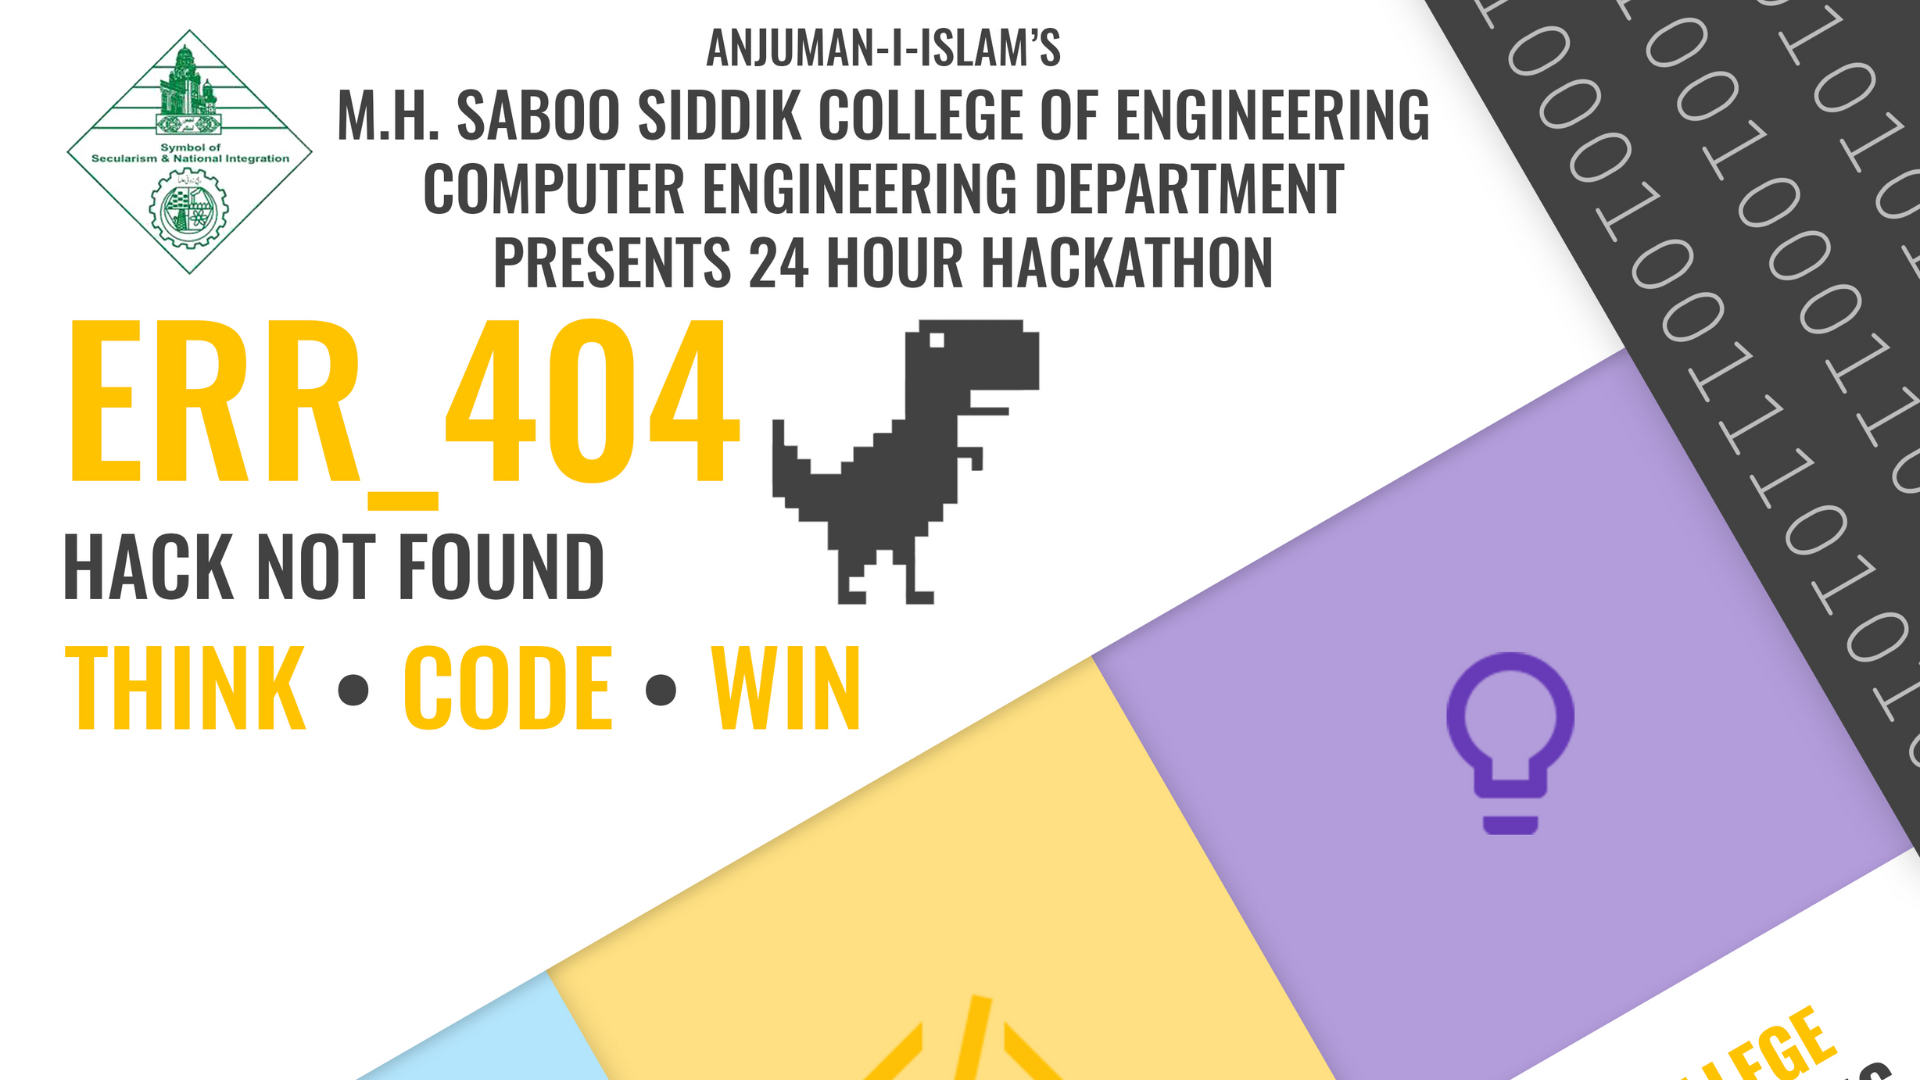 ANJUMAN-I-ISLAM'S
M.H. SABOO SIDDIK COLLEGE OF ENGINEERING
COMPUTER ENGINEERING DEPARTMENT
PRESENTS 24 HOUR HACKATHON
Symbol of
Secularism & National Integration
ERR_404
HACK NOT FOUND
THINK • CODE • WIN